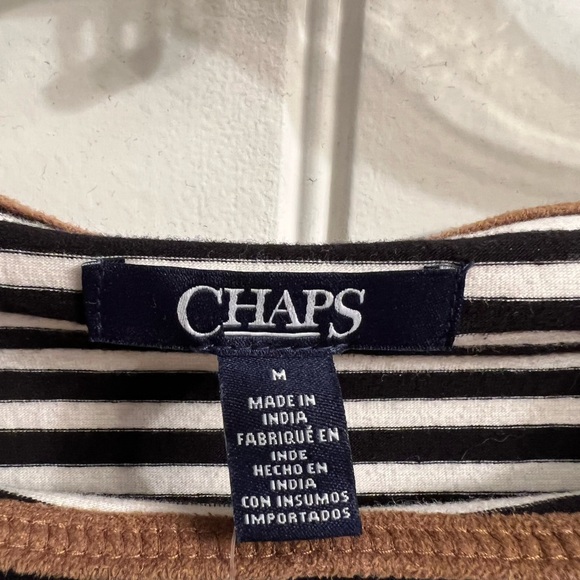 CHAPS
M
MADE IN
INDIA
FABRIQUÉ EN
INDE
HECHO EN
INDIA
CON INSUMOS
IMPORTADOS